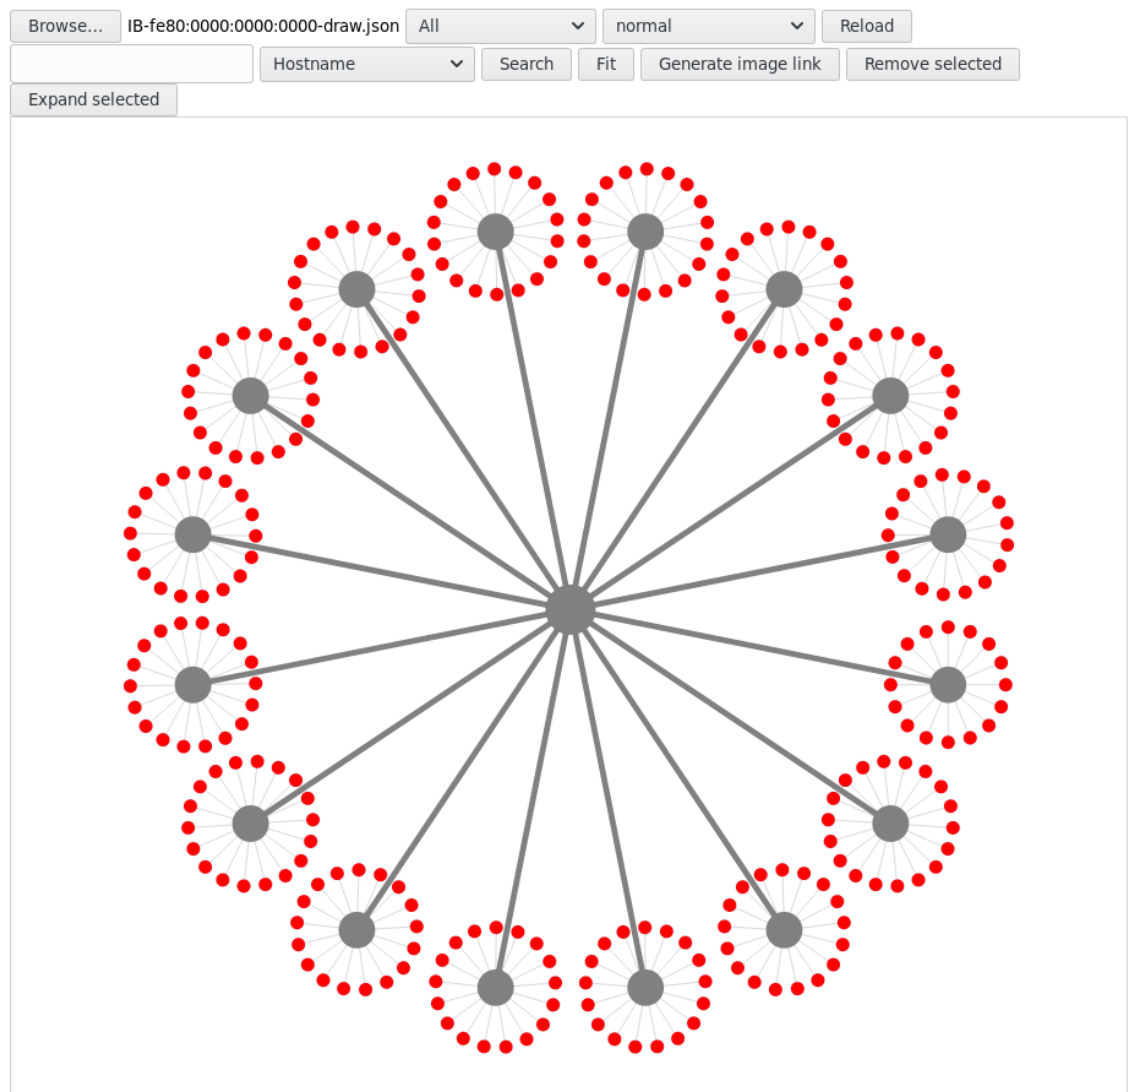 Browse... IB-fe80:0000:0000:0000-draw.json All normal Reload
Hostname Search Fit Generate image link Remove selected
Expand selected